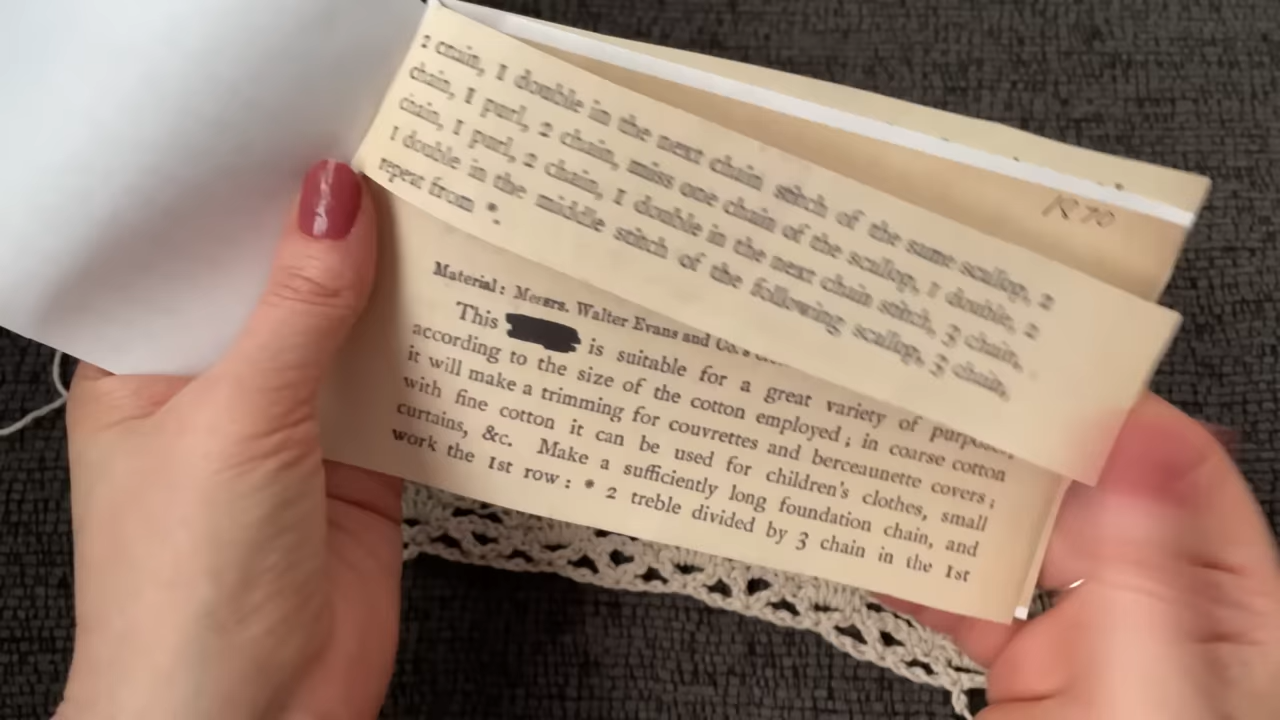 2 chain, 1 double in the next chain stitch of the same scallop, 2
chain, 1 purl, 2 chain, miss one chain of the scallop, 1 double, 2
chain, 1 purl, 2 chain, 1 double in the next chain stitch, 3 chain,
1 double in the middle stitch of the following scallop, 3 chain,
repeat from *.
R 70
Material: Messrs. Walter Evans and Co.'s
This is suitable for a great variety of purposes,
according to the size of the cotton employed; in coarse cotton
it will make a trimming for couvrettes and berceaunette covers;
with fine cotton it can be used for children's clothes, small
curtains, &c. Make a sufficiently long foundation chain, and
work the 1st row: * 2 treble divided by 3 chain in the 1st